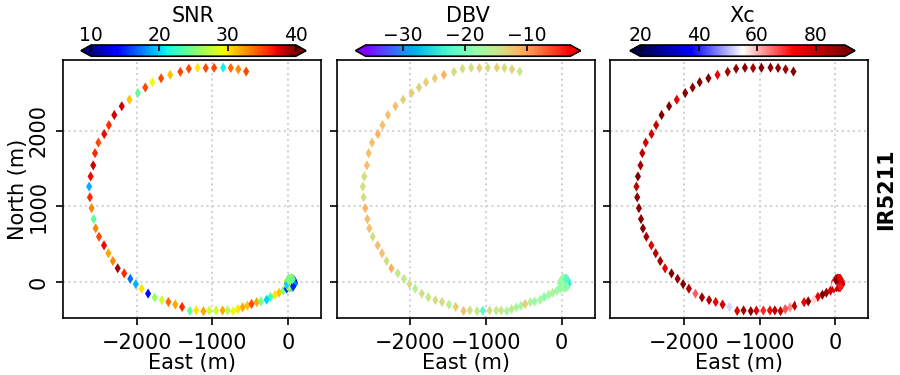 SNR DBV Xc
10 20 30 40 −30 −20 −10 20 40 60 80
2000
1000
0
North (m)
IR5211
−2000 −1000 0 −2000 −1000 0 −2000 −1000 0
East (m) East (m) East (m)